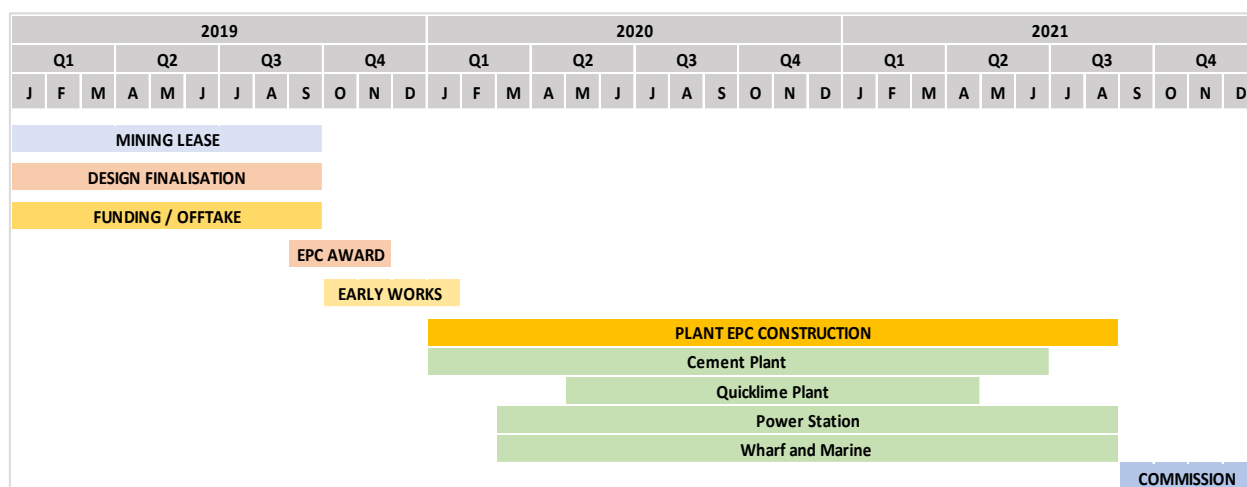 2019 2020 2021
Q1 Q2 Q3 Q4 Q1 Q2 Q3 Q4 Q1 Q2 Q3 Q4
J F M A M J J A S O N D J F M A M J J A S O N D J F M A M J J A S O N D
MINING LEASE
DESIGN FINALISATION
FUNDING / OFFTAKE
EPC AWARD
EARLY WORKS
PLANT EPC CONSTRUCTION
Cement Plant
Quicklime Plant
Power Station
Wharf and Marine
COMMISSION